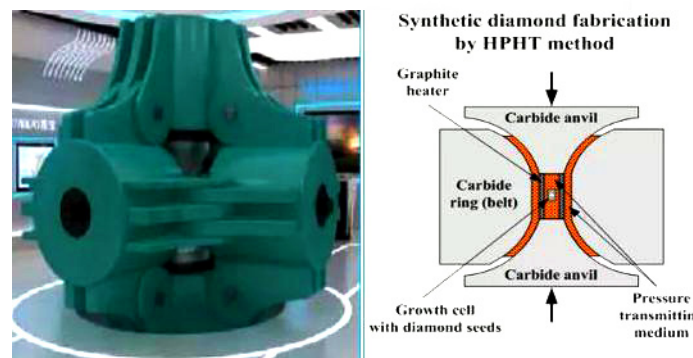 Synthetic diamond fabrication
by HPHT method
Graphite
heater
Carbide anvil
Carbide
ring (belt)
Carbide anvil
Growth cell
with diamond seeds
Pressure
transmittin
medium